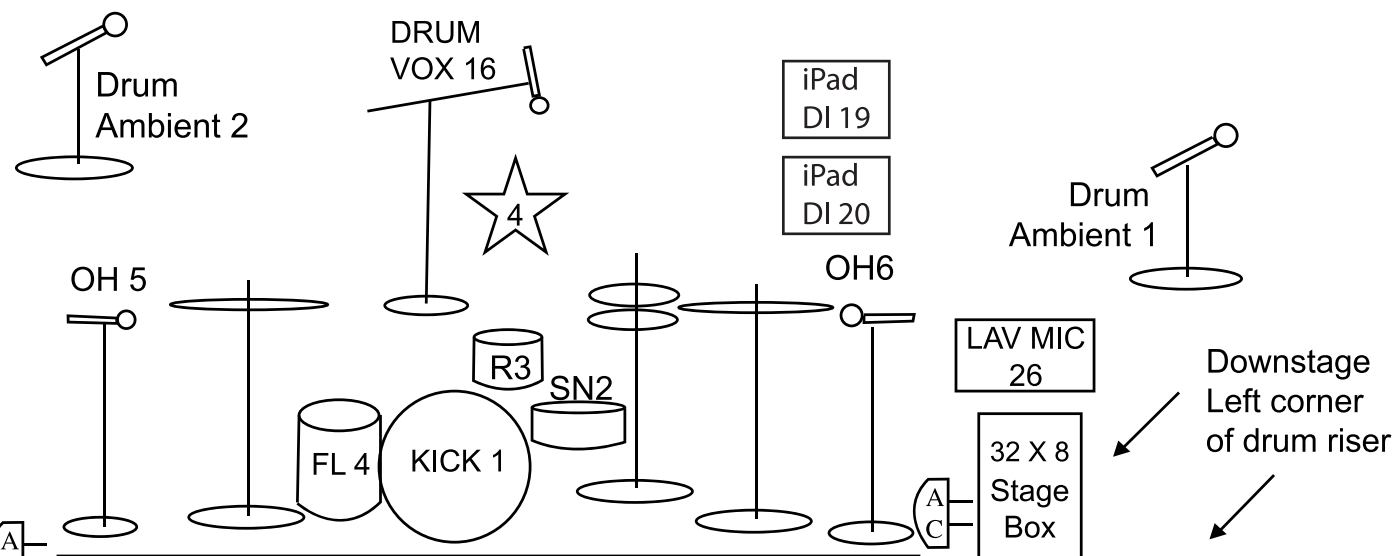 DRUM
VOX 16
Drum
Ambient 2
iPad
DI 19
iPad
DI 20
4
Drum
Ambient 1
OH 5
OH6
R3
SN2
LAV MIC
26
Downstage
Left corner
of drum riser
FL 4
KICK 1
32 X 8
Stage
Box
A
C
A